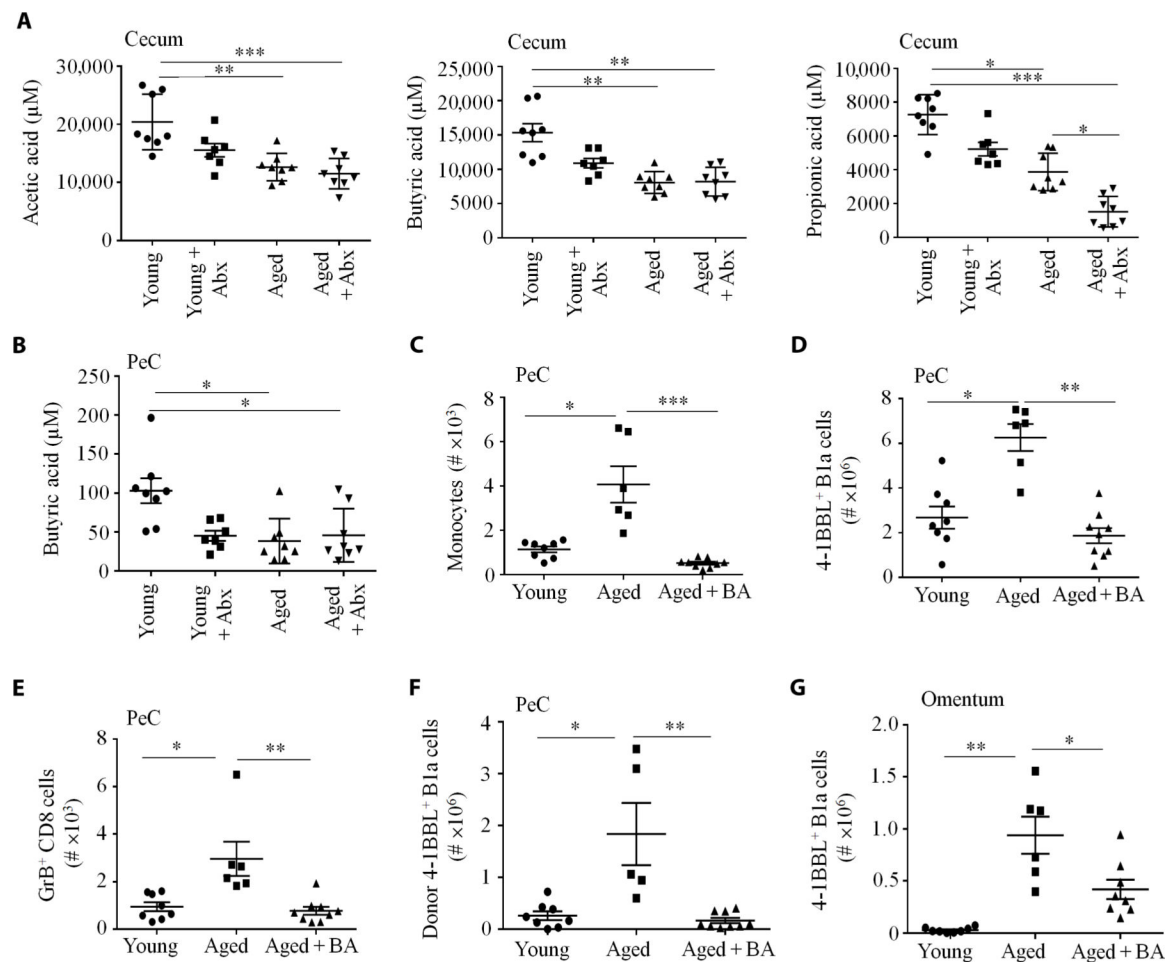 A
Cecum
***
**
30,000
20,000
10,000
0
Acetic acid (µM)
Young
Young +
Abx
Aged
Aged
+ Abx
Cecum
**
**
25,000
20,000
15,000
10,000
5000
0
Butyric acid (µM)
Young
Young +
Abx
Aged
Aged
+ Abx
Cecum
*
***
*
10,000
8000
6000
4000
2000
0
Propionic acid (µM)
Young
Young +
Abx
Aged
Aged
+ Abx
B
PeC
*
*
250
200
150
100
50
0
Butyric acid (µM)
Young
Young
+ Abx
Aged
Aged
+ Abx
C
PeC
*
***
8
6
4
2
0
Monocytes (# ×10³)
Young
Aged
Aged + BA
D
PeC
*
**
8
6
4
2
0
4-1BBL⁺ B1a cells
(# ×10⁶)
Young
Aged
Aged + BA
E
PeC
*
**
8
6
4
2
0
GrB⁺ CD8 cells
(# ×10³)
Young
Aged
Aged + BA
F
PeC
*
**
4
3
2
1
0
Donor 4-1BBL⁺ B1a cells
(# ×10⁶)
Young
Aged
Aged + BA
G
Omentum
**
*
2.0
1.5
1.0
0.5
0
4-1BBL⁺ B1a cells
(# ×10⁶)
Young
Aged
Aged + BA